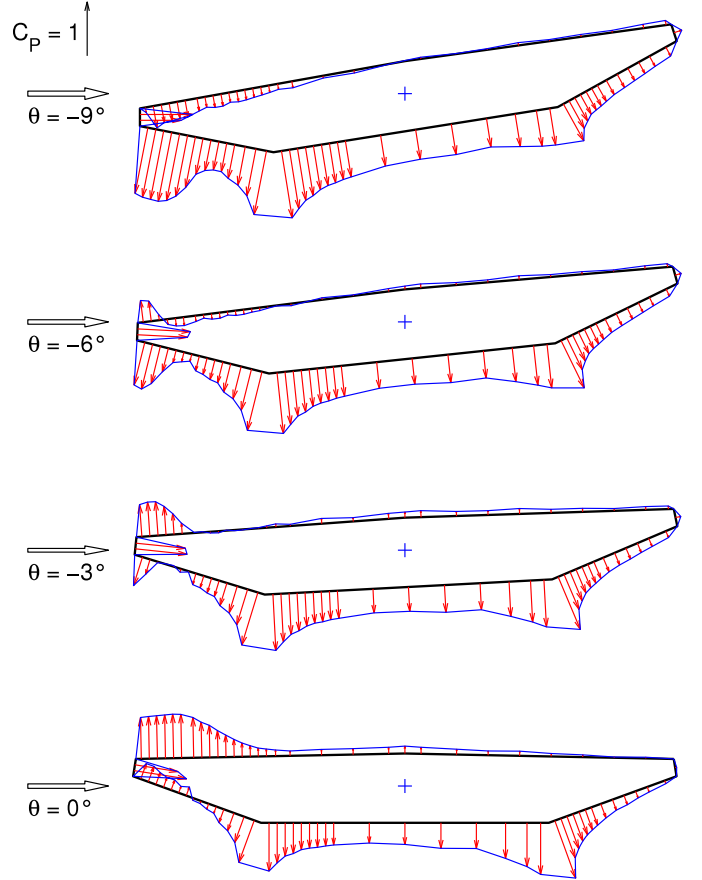 C_P = 1
θ = −9°
θ = −6°
θ = −3°
θ = 0°